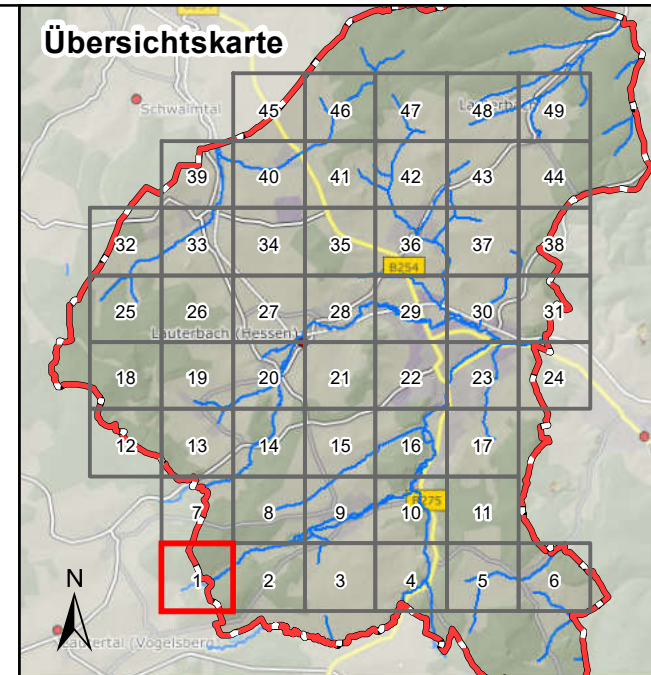 Übersichtskarte
Schwalmtal
Lauterbach
45 46 47 48 49
39 40 41 42 43 44
32 33 34 35 36 37 38
B254
25 26 27 28 29 30 31
Lauterbach (Hessen)
18 19 20 21 22 23 24
12 13 14 15 16 17
B275
7 8 9 10 11
1 2 3 4 5 6
N
Lautertal (Vogelsberg)